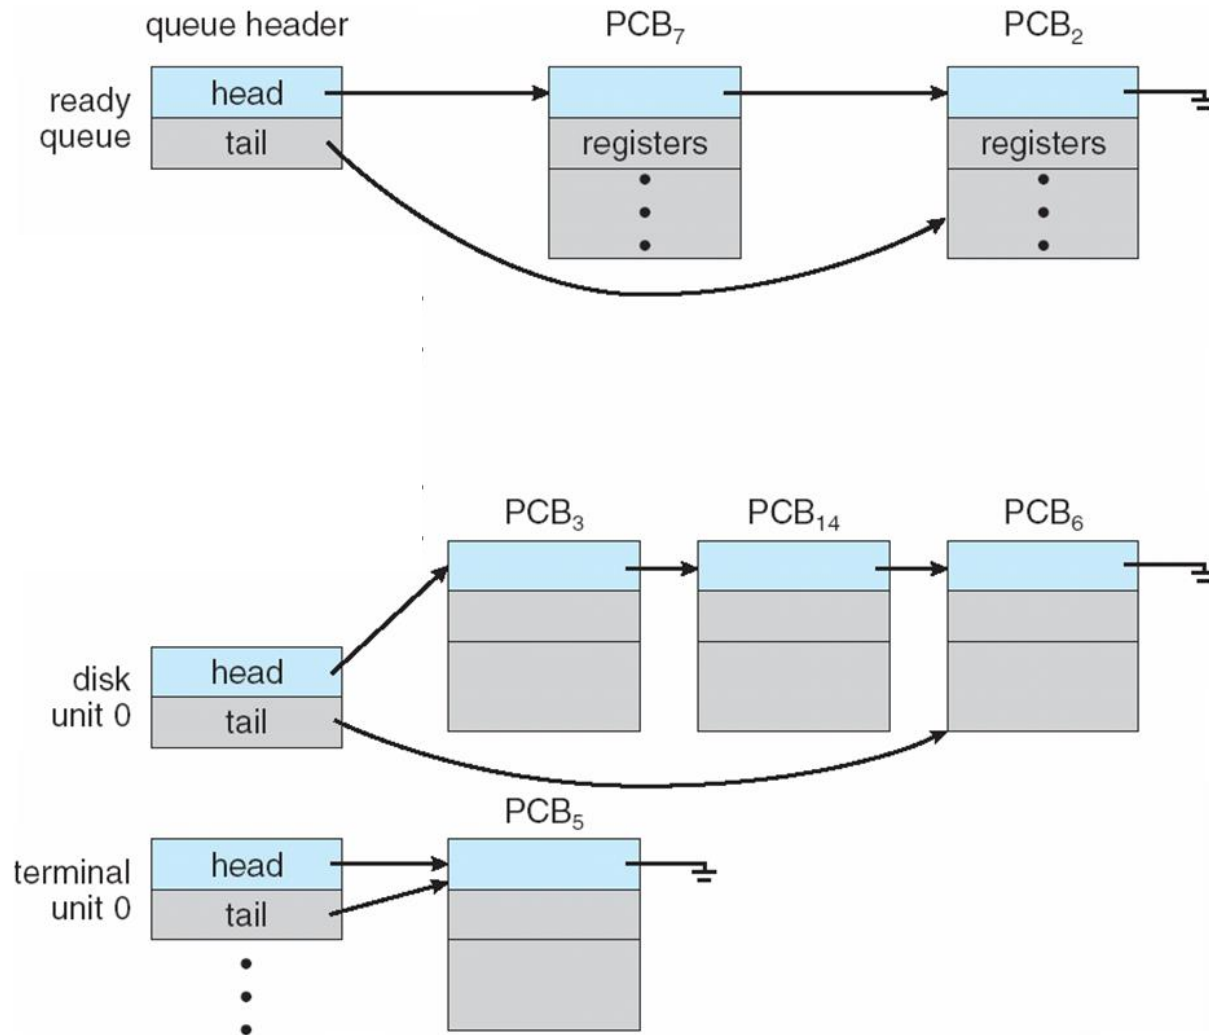 queue header
PCB₇
PCB₂
ready
queue
head
tail
registers
registers
PCB₃
PCB₁₄
PCB₆
disk
unit 0
head
tail
PCB₅
terminal
unit 0
head
tail